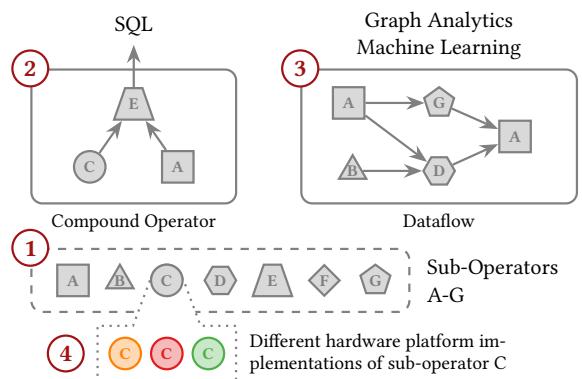 SQL
Graph Analytics
Machine Learning
2
E
C
A
Compound Operator
3
A
G
A
B
D
Dataflow
1
A
B
C
D
E
F
G
Sub-Operators
A-G
4
C
C
C
Different hardware platform im-
plementations of sub-operator C